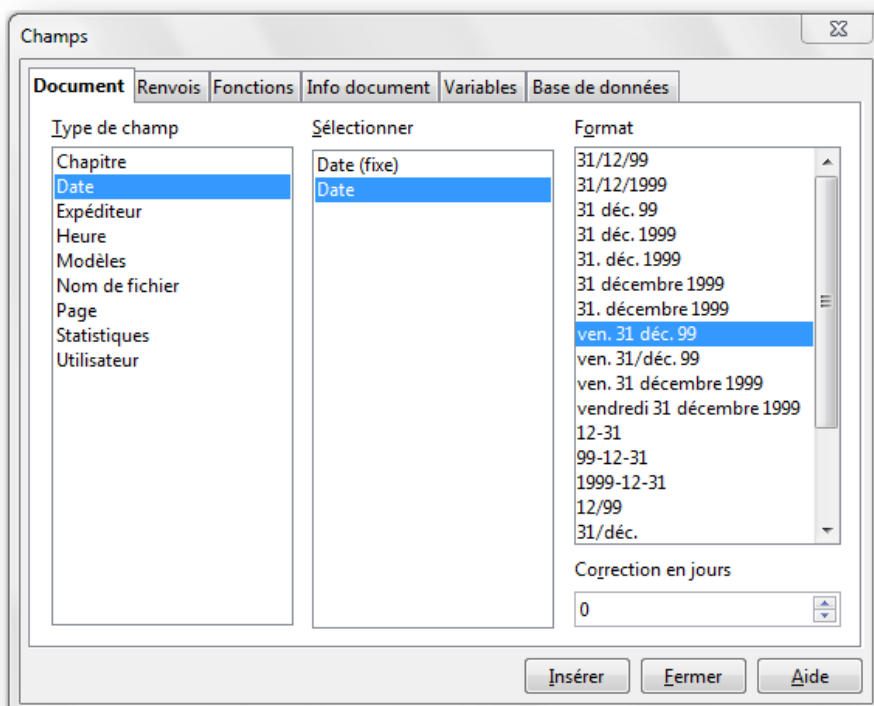 Champs
Document Renvois Fonctions Info document Variables Base de données
Type de champ
Chapitre
Date
Expéditeur
Heure
Modèles
Nom de fichier
Page
Statistiques
Utilisateur
Sélectionner
Date (fixe)
Date
Format
31/12/99
31/12/1999
31 déc. 99
31 déc. 1999
31. déc. 1999
31 décembre 1999
31. décembre 1999
ven. 31 déc. 99
ven. 31/déc. 99
ven. 31 décembre 1999
vendredi 31 décembre 1999
12-31
99-12-31
1999-12-31
12/99
31/déc.
Correction en jours
0
Insérer Fermer Aide